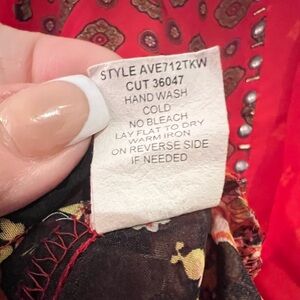 STYLE AVE712TKW
CUT 36047
HAND WASH
COLD
NO BLEACH
LAY FLAT TO DRY
WARM IRON
ON REVERSE SIDE
IF NEEDED